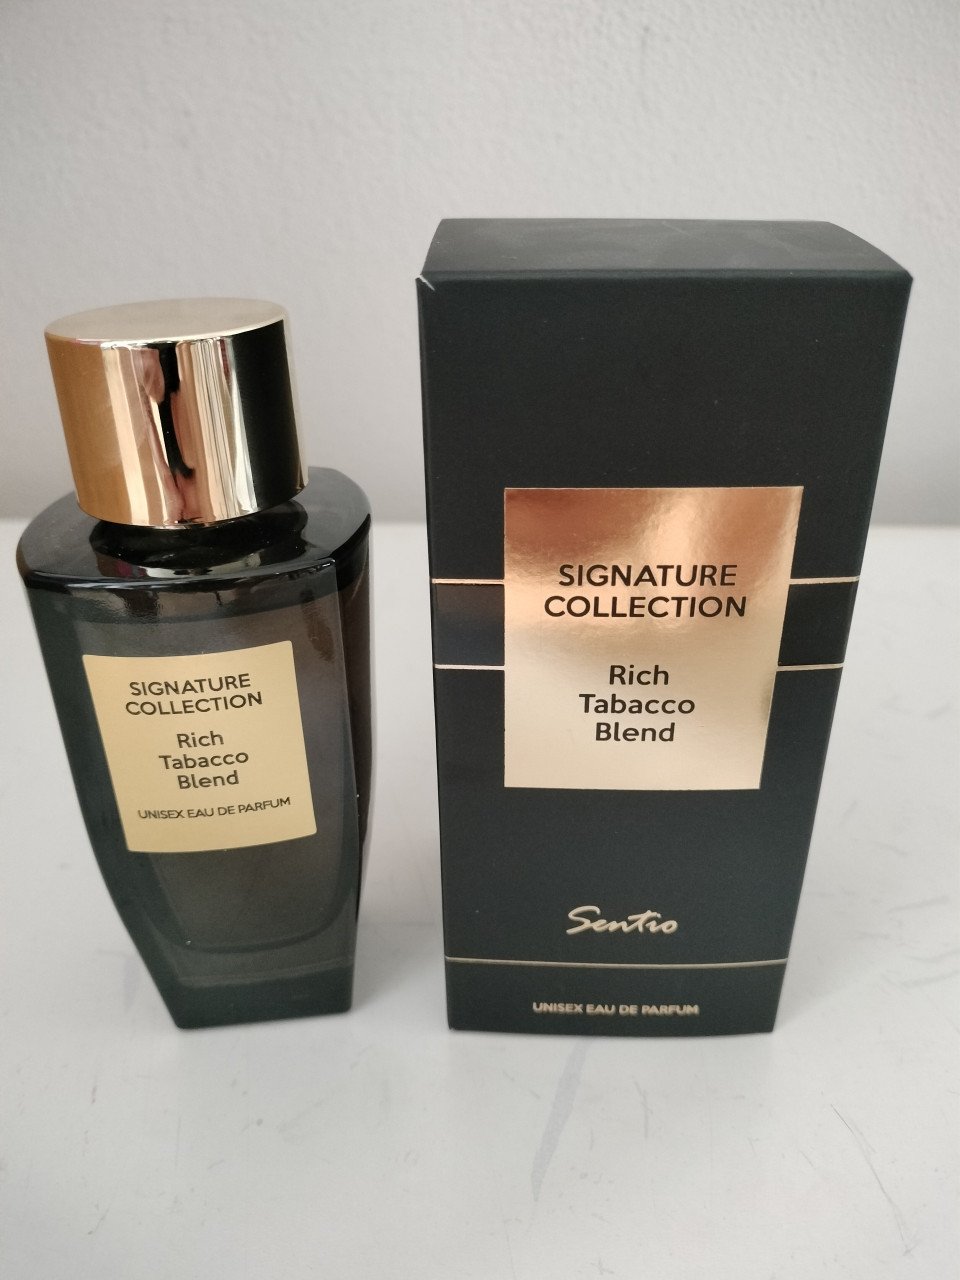 SIGNATURE
COLLECTION
Rich
Tabacco
Blend
UNISEX EAU DE PARFUM
SIGNATURE
COLLECTION
Rich
Tabacco
Blend
Sentio
UNISEX EAU DE PARFUM